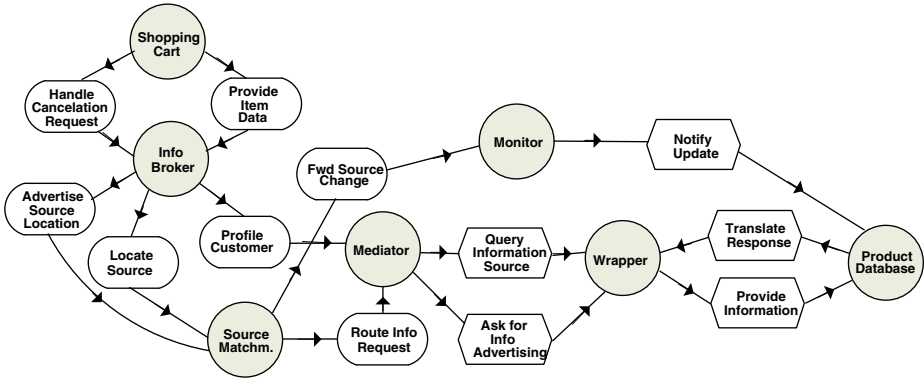 Shopping
Cart
Handle
Cancelation
Request
Provide
Item
Data
Info
Broker
Advertise
Source
Location
Locate
Source
Profile
Customer
Source
Matchm.
Fwd Source
Change
Mediator
Route Info
Request
Monitor
Query
Information
Source
Ask for
Info
Advertising
Wrapper
Notify
Update
Translate
Response
Provide
Information
Product
Database